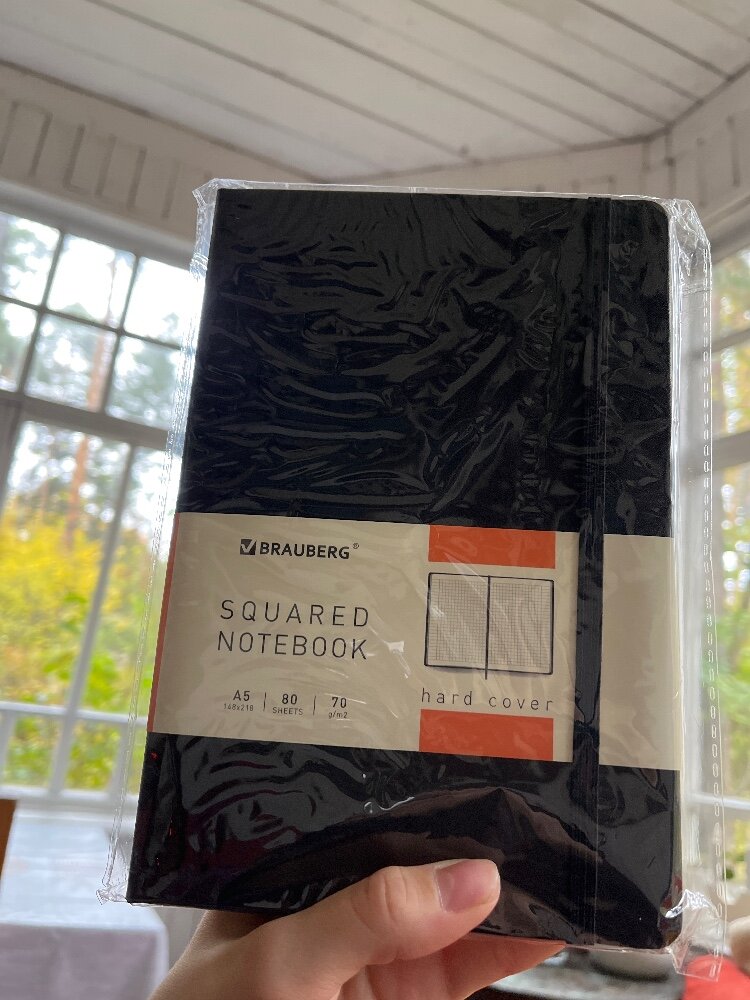 BRAUBERG®
SQUARED
NOTEBOOK
A5 | 80 | 70
148x210 SHEETS g/m2
hard cover